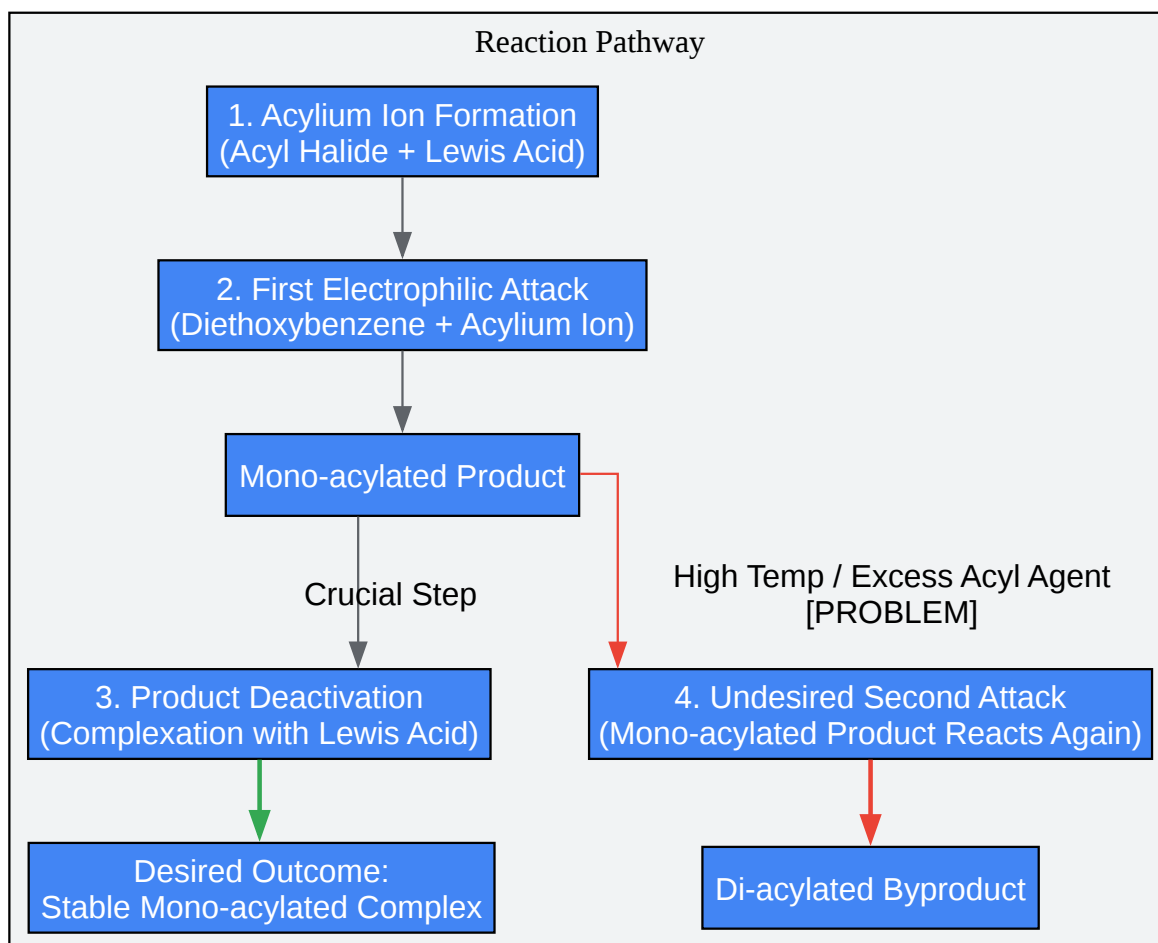 Reaction Pathway
1. Acylium Ion Formation
(Acyl Halide + Lewis Acid)
2. First Electrophilic Attack
(Diethoxybenzene + Acylium Ion)
Mono-acylated Product
Crucial Step
High Temp / Excess Acyl Agent
[PROBLEM]
3. Product Deactivation
(Complexation with Lewis Acid)
4. Undesired Second Attack
(Mono-acylated Product Reacts Again)
Desired Outcome:
Stable Mono-acylated Complex
Di-acylated Byproduct